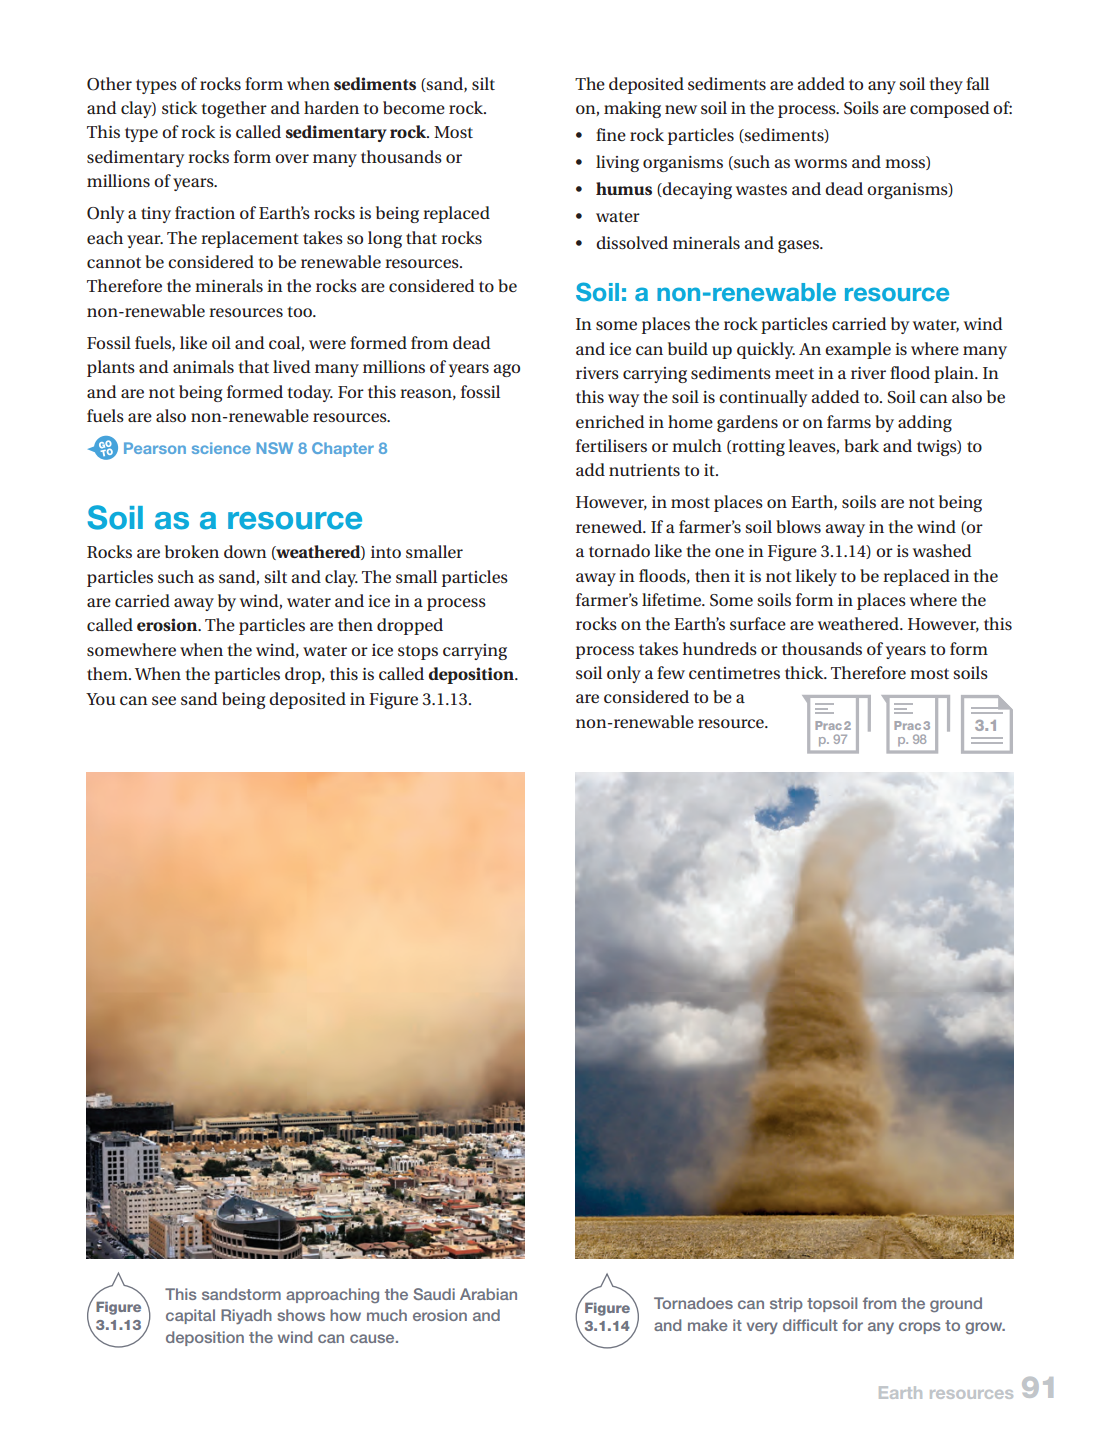 Other types of rocks form when sediments (sand, silt
and clay) stick together and harden to become rock.
This type of rock is called sedimentary rock. Most
sedimentary rocks form over many thousands or
millions of years.
Only a tiny fraction of Earth's rocks is being replaced
each year. The replacement takes so long that rocks
cannot be considered to be renewable resources.
Therefore the minerals in the rocks are considered to be
non-renewable resources too.
Fossil fuels, like oil and coal, were formed from dead
plants and animals that lived many millions of years ago
and are not being formed today. For this reason, fossil
fuels are also non-renewable resources.
GO TO Pearson science NSW 8 Chapter 8
Soil as a resource
Rocks are broken down (weathered) into smaller
particles such as sand, silt and clay. The small particles
are carried away by wind, water and ice in a process
called erosion. The particles are then dropped
somewhere when the wind, water or ice stops carrying
them. When the particles drop, this is called deposition.
You can see sand being deposited in Figure 3.1.13.
The deposited sediments are added to any soil they fall
on, making new soil in the process. Soils are composed of:
• fine rock particles (sediments)
• living organisms (such as worms and moss)
• humus (decaying wastes and dead organisms)
• water
• dissolved minerals and gases.
Soil: a non-renewable resource
In some places the rock particles carried by water, wind
and ice can build up quickly. An example is where many
rivers carrying sediments meet in a river flood plain. In
this way the soil is continually added to. Soil can also be
enriched in home gardens or on farms by adding
fertilisers or mulch (rotting leaves, bark and twigs) to
add nutrients to it.
However, in most places on Earth, soils are not being
renewed. If a farmer's soil blows away in the wind (or
a tornado like the one in Figure 3.1.14) or is washed
away in floods, then it is not likely to be replaced in the
farmer's lifetime. Some soils form in places where the
rocks on the Earth's surface are weathered. However, this
process takes hundreds or thousands of years to form
soil only a few centimetres thick. Therefore most soils
are considered to be a
non-renewable resource.
Prac 2
p. 97
Prac 3
p. 98
3.1
Figure
3.1.13
This sandstorm approaching the Saudi Arabian
capital Riyadh shows how much erosion and
deposition the wind can cause.
Figure
3.1.14
Tornadoes can strip topsoil from the ground
and make it very difficult for any crops to grow.
Earth resources 91